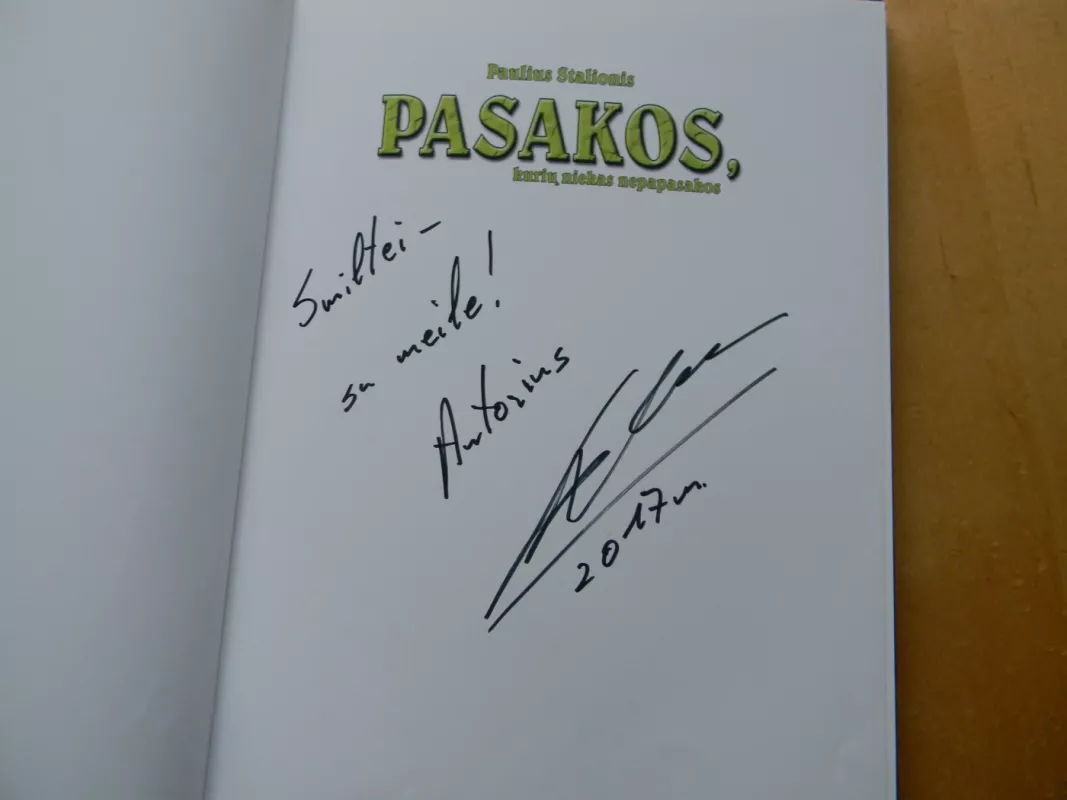 Paulius Stalionis
PASAKOS,
kurių niekas nepapasakos
Smiltei –
su meile!
Autorius
2017 m.